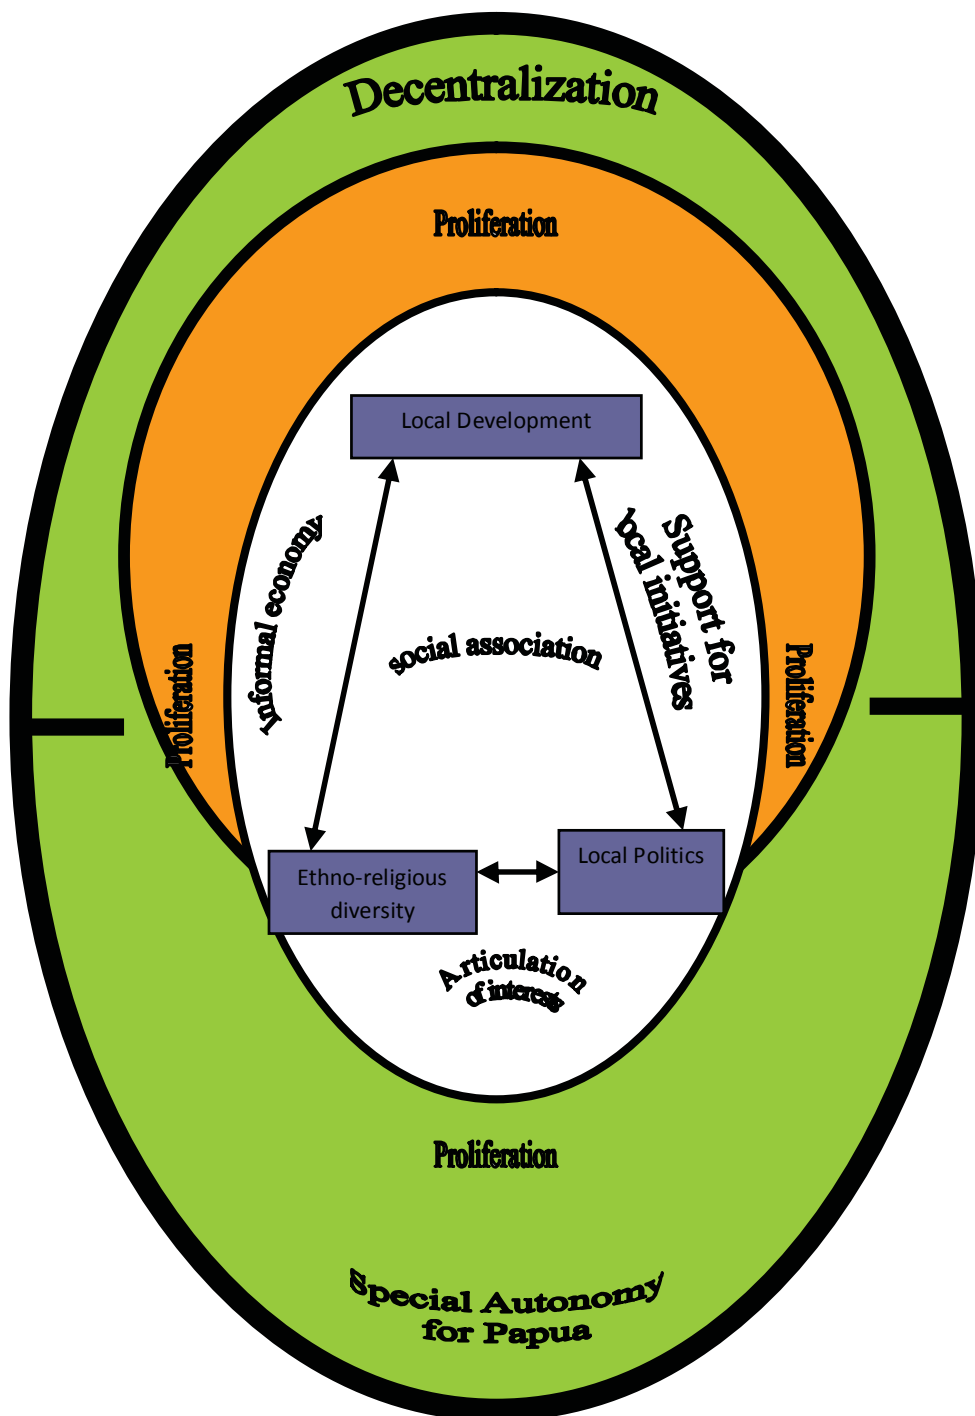 Decentralization
Proliferation
Local Development
Informal economy
Support for
local initiatives
social association
Proliferation
Proliferation
Ethno-religious
diversity
Local Politics
Articulation
of interests
Proliferation
Special Autonomy
for Papua